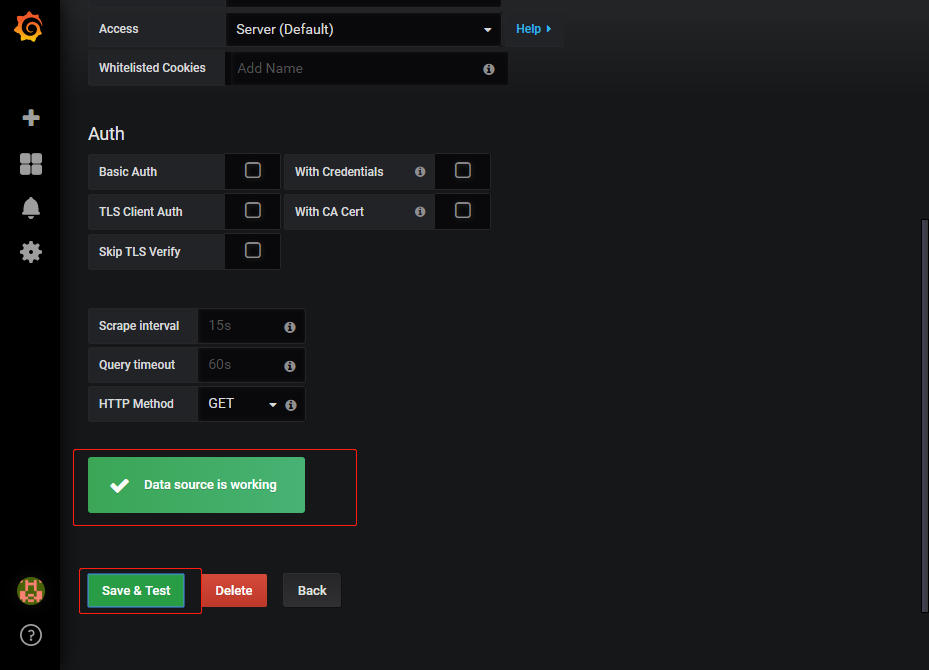 Access Server (Default) Help
Whitelisted Cookies Add Name
Auth
Basic Auth With Credentials
TLS Client Auth With CA Cert
Skip TLS Verify
Scrape interval 15s
Query timeout 60s
HTTP Method GET
Data source is working
Save & Test Delete Back
?